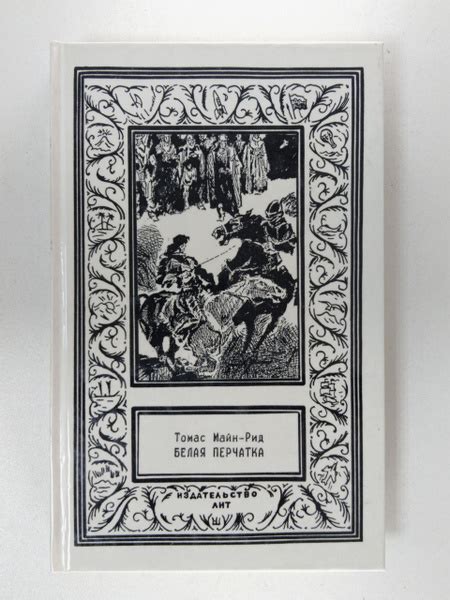 Томас Майн-Рид
БЕЛАЯ ПЕРЧАТКА
ИЗДАТЕЛЬСТВО
ЛИТ